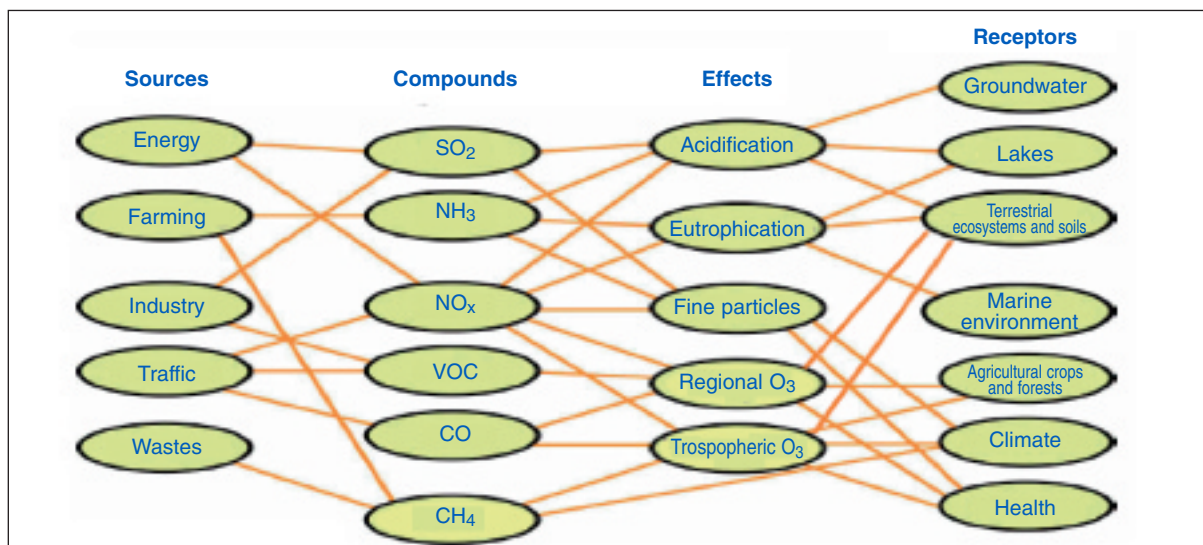 Sources
Energy
Farming
Industry
Traffic
Wastes
Compounds
SO₂
NH₃
NOₓ
VOC
CO
CH₄
Effects
Acidification
Eutrophication
Fine particles
Regional O₃
Trospopheric O₃
Receptors
Groundwater
Lakes
Terrestrial
ecosystems and soils
Marine
environment
Agricultural crops
and forests
Climate
Health